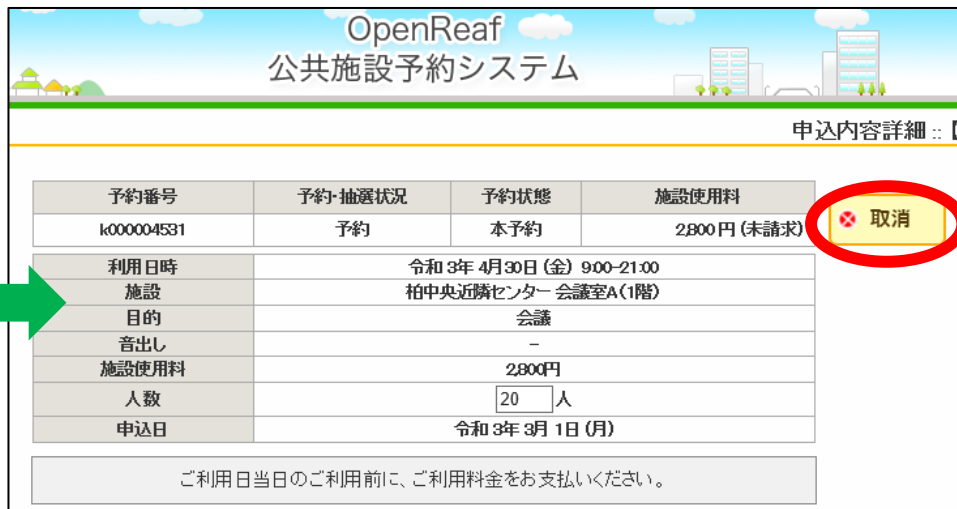 OpenReaf
公共施設予約システム
申込内容詳細 :: 【
予約番号 予約・抽選状況 予約状態 施設使用料
k000004531 予約 本予約 2,800円 (未請求)
取消
利用日時 令和 3年 4月30日 (金) 9:00-21:00
施設 柏中央近隣センター 会議室A(1階)
目的 会議
音出し －
施設使用料 2,800円
人数 20 人
申込日 令和 3年 3月 1日 (月)
ご利用日当日のご利用前に、ご利用料金をお支払いください。